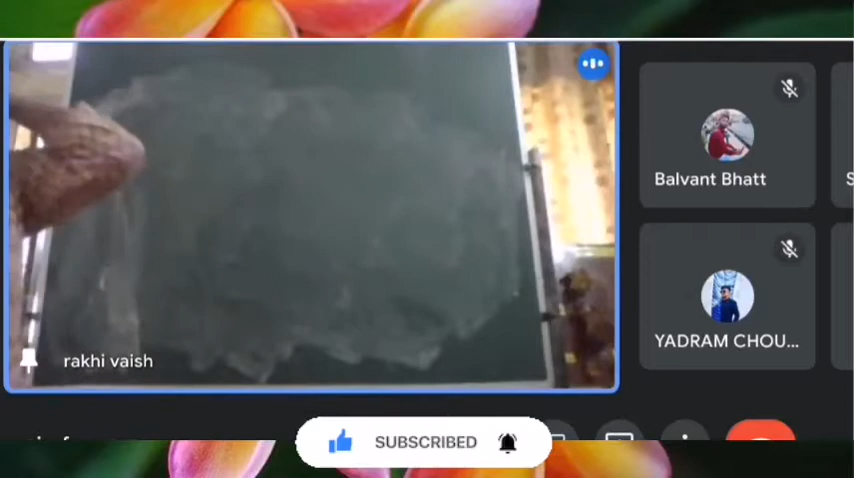 Balvant Bhatt
S
YADRAM CHOU...
rakhi vaish
SUBSCRIBED